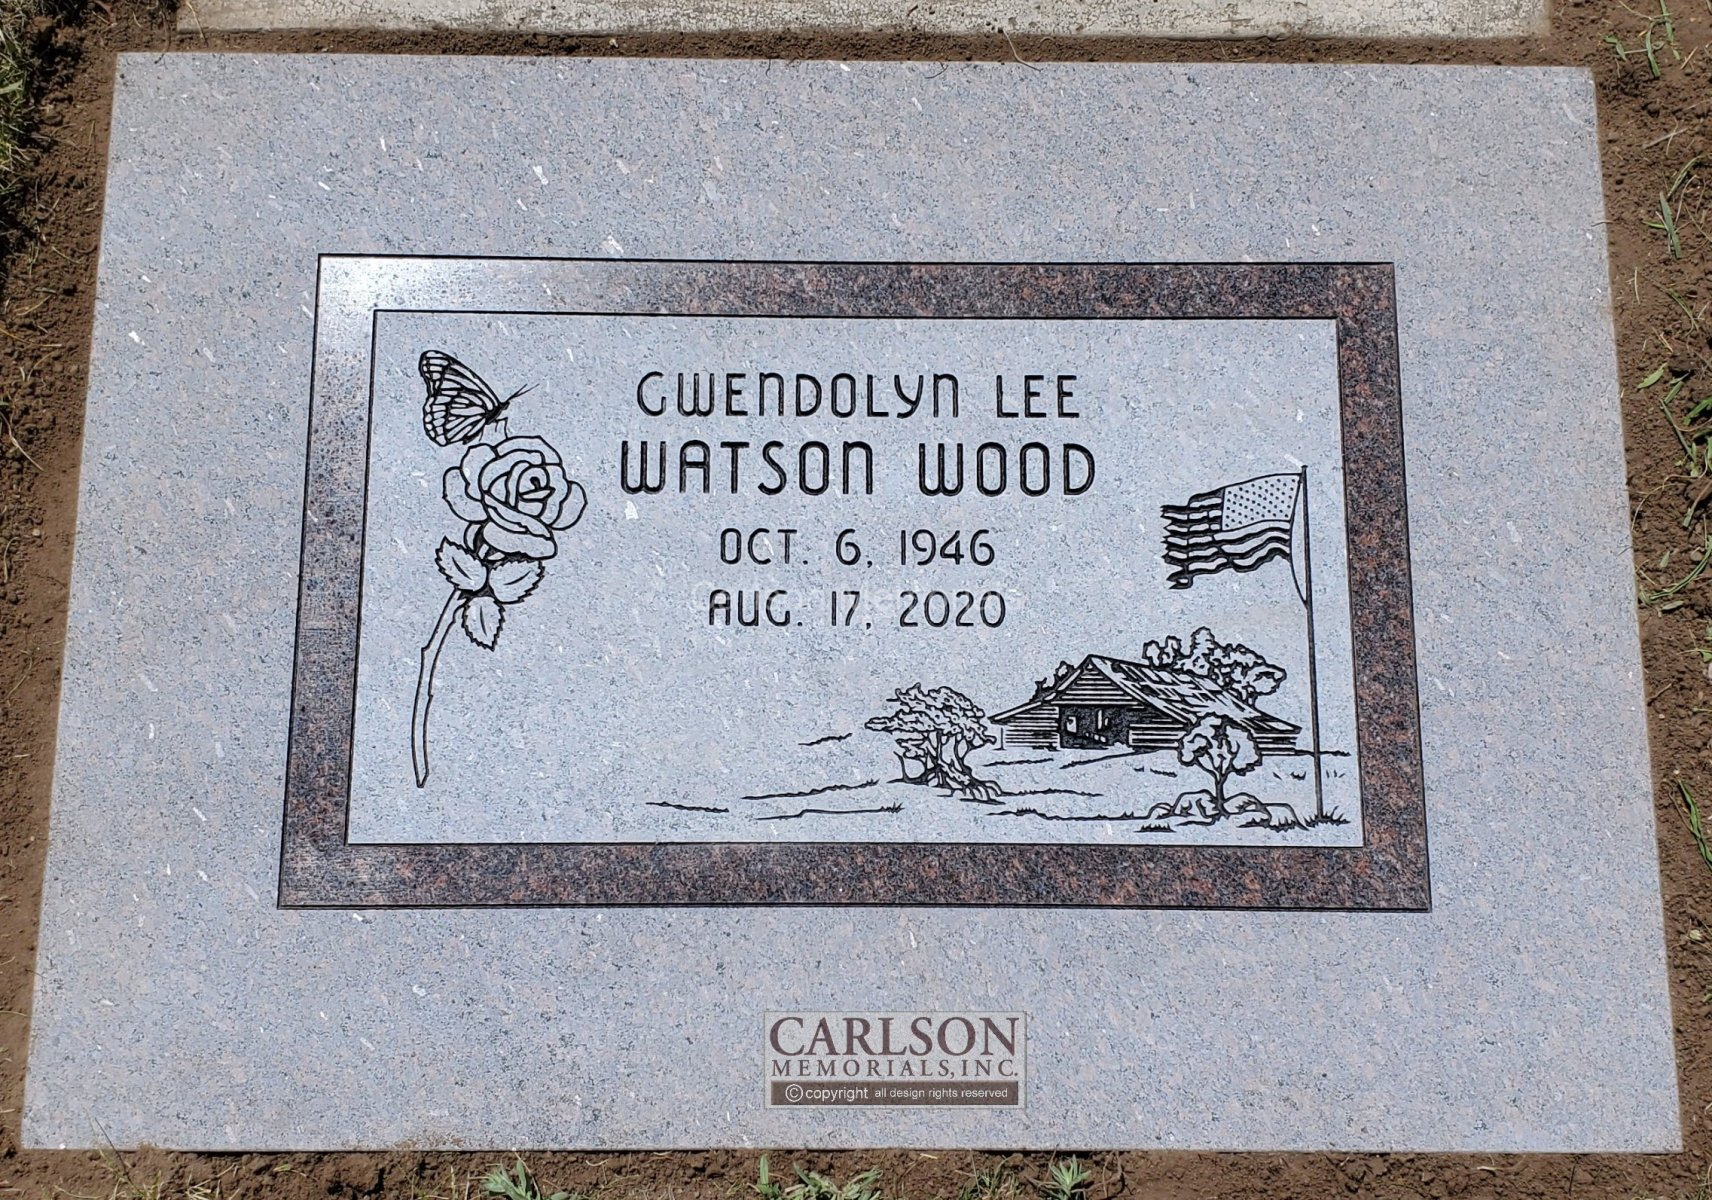 GWENDOLYN LEE
WATSON WOOD
OCT. 6, 1946
AUG. 17, 2020
CARLSON
MEMORIALS, INC.
© copyright all design rights reserved